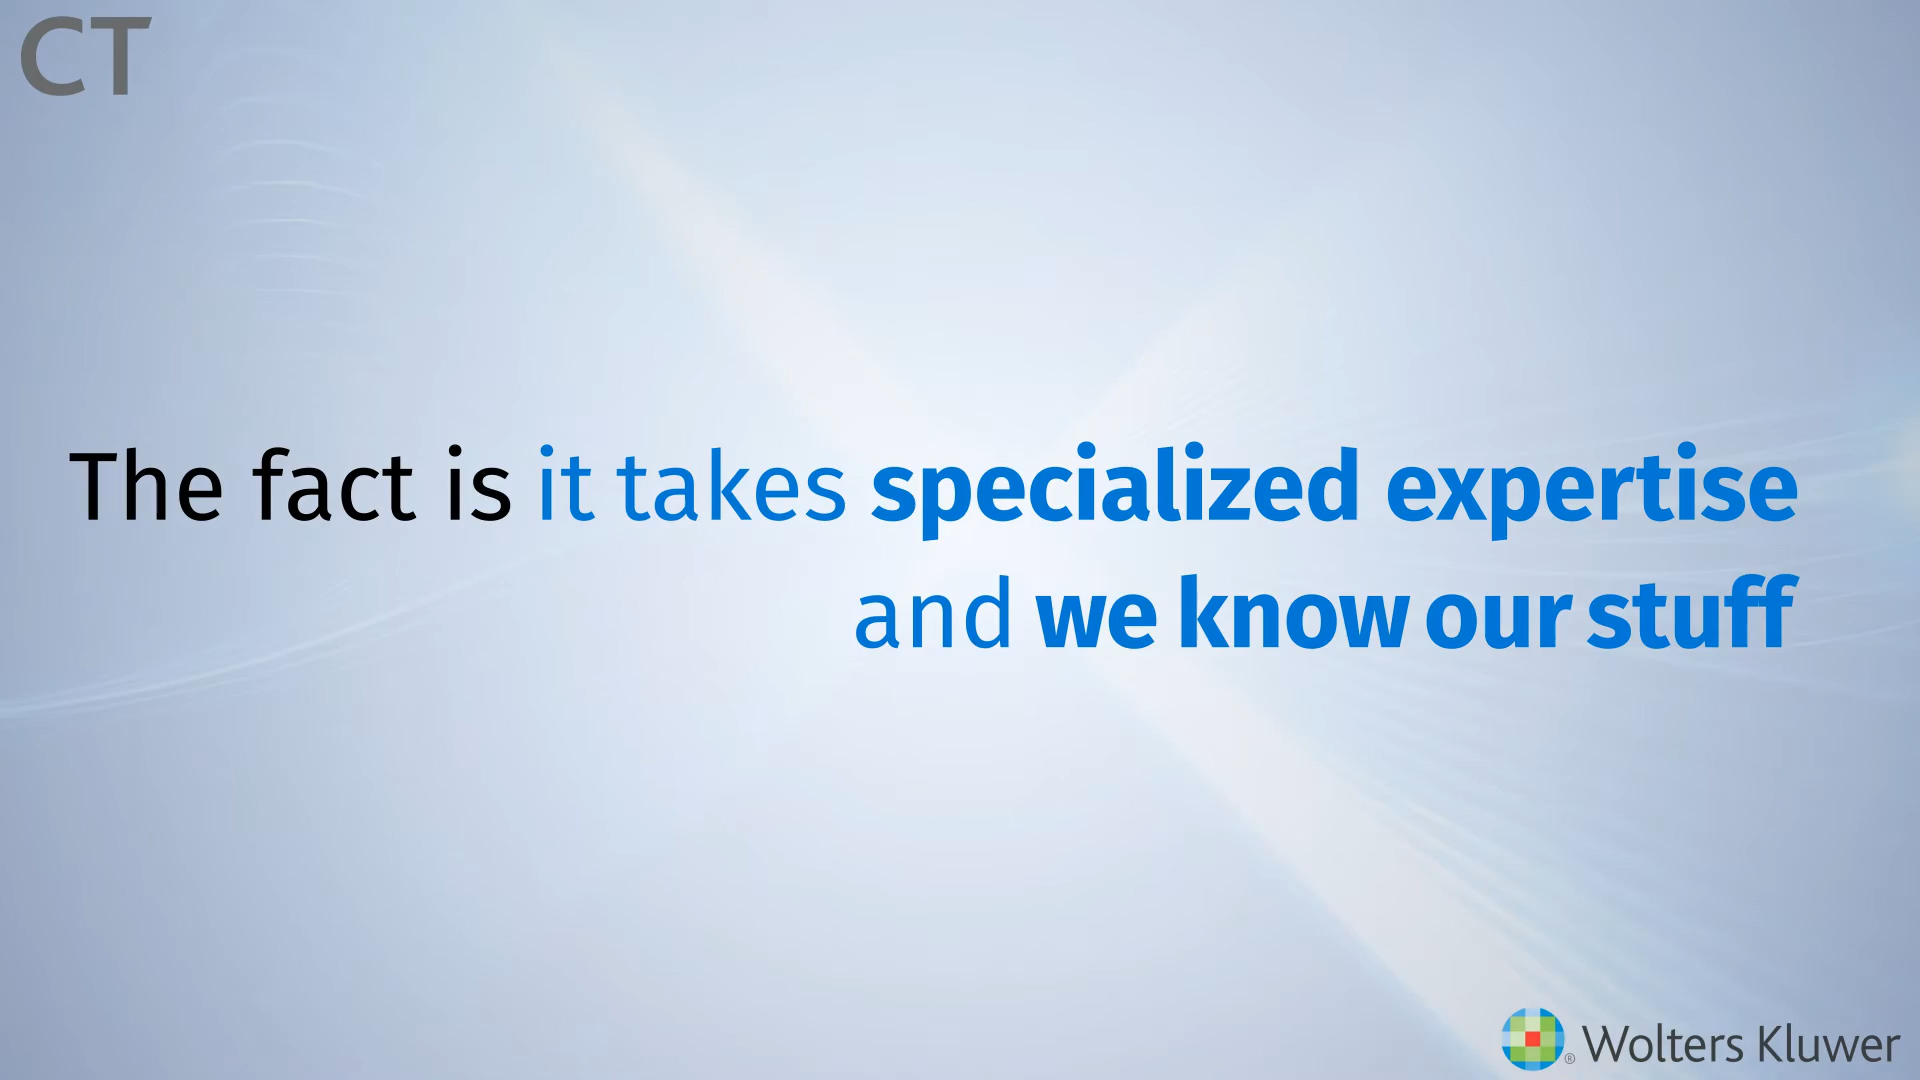 CT
The fact is it takes specialized expertise
and we know our stuff
® Wolters Kluwer